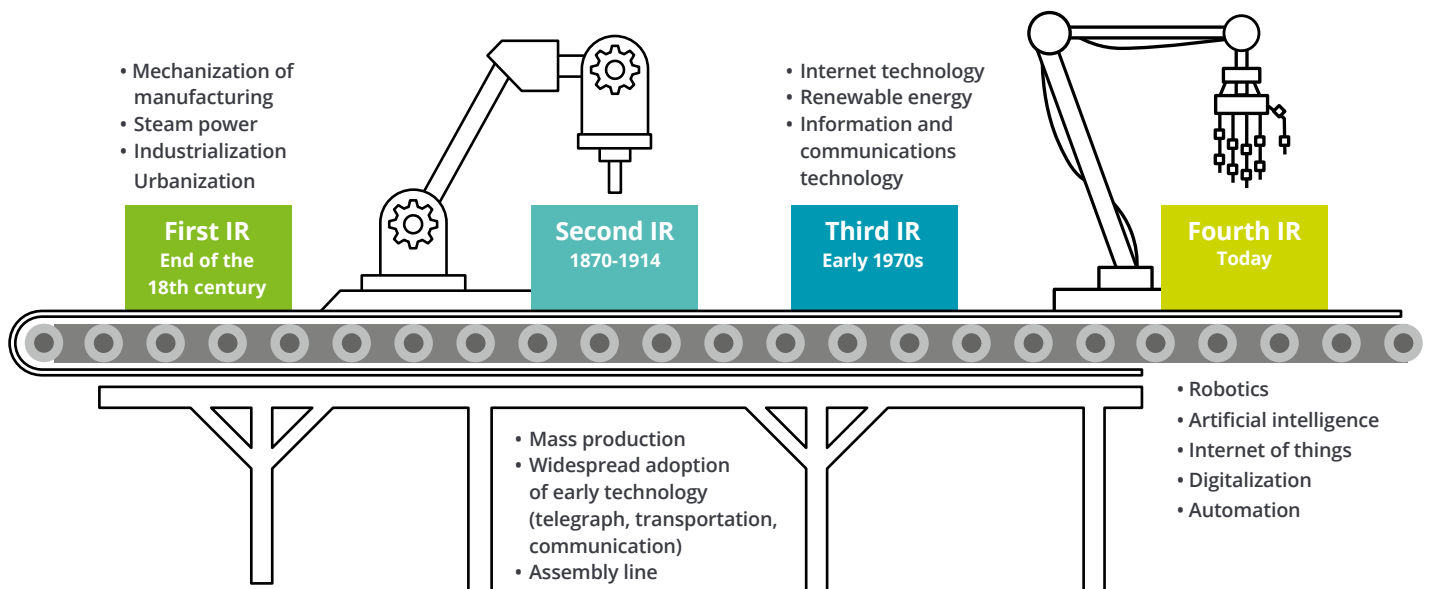 • Mechanization of
manufacturing
• Steam power
• Industrialization
Urbanization
First IR
End of the
18th century
Second IR
1870-1914
• Mass production
• Widespread adoption
of early technology
(telegraph, transportation,
communication)
• Assembly line
• Internet technology
• Renewable energy
• Information and
communications
technology
Third IR
Early 1970s
Fourth IR
Today
• Robotics
• Artificial intelligence
• Internet of things
• Digitalization
• Automation